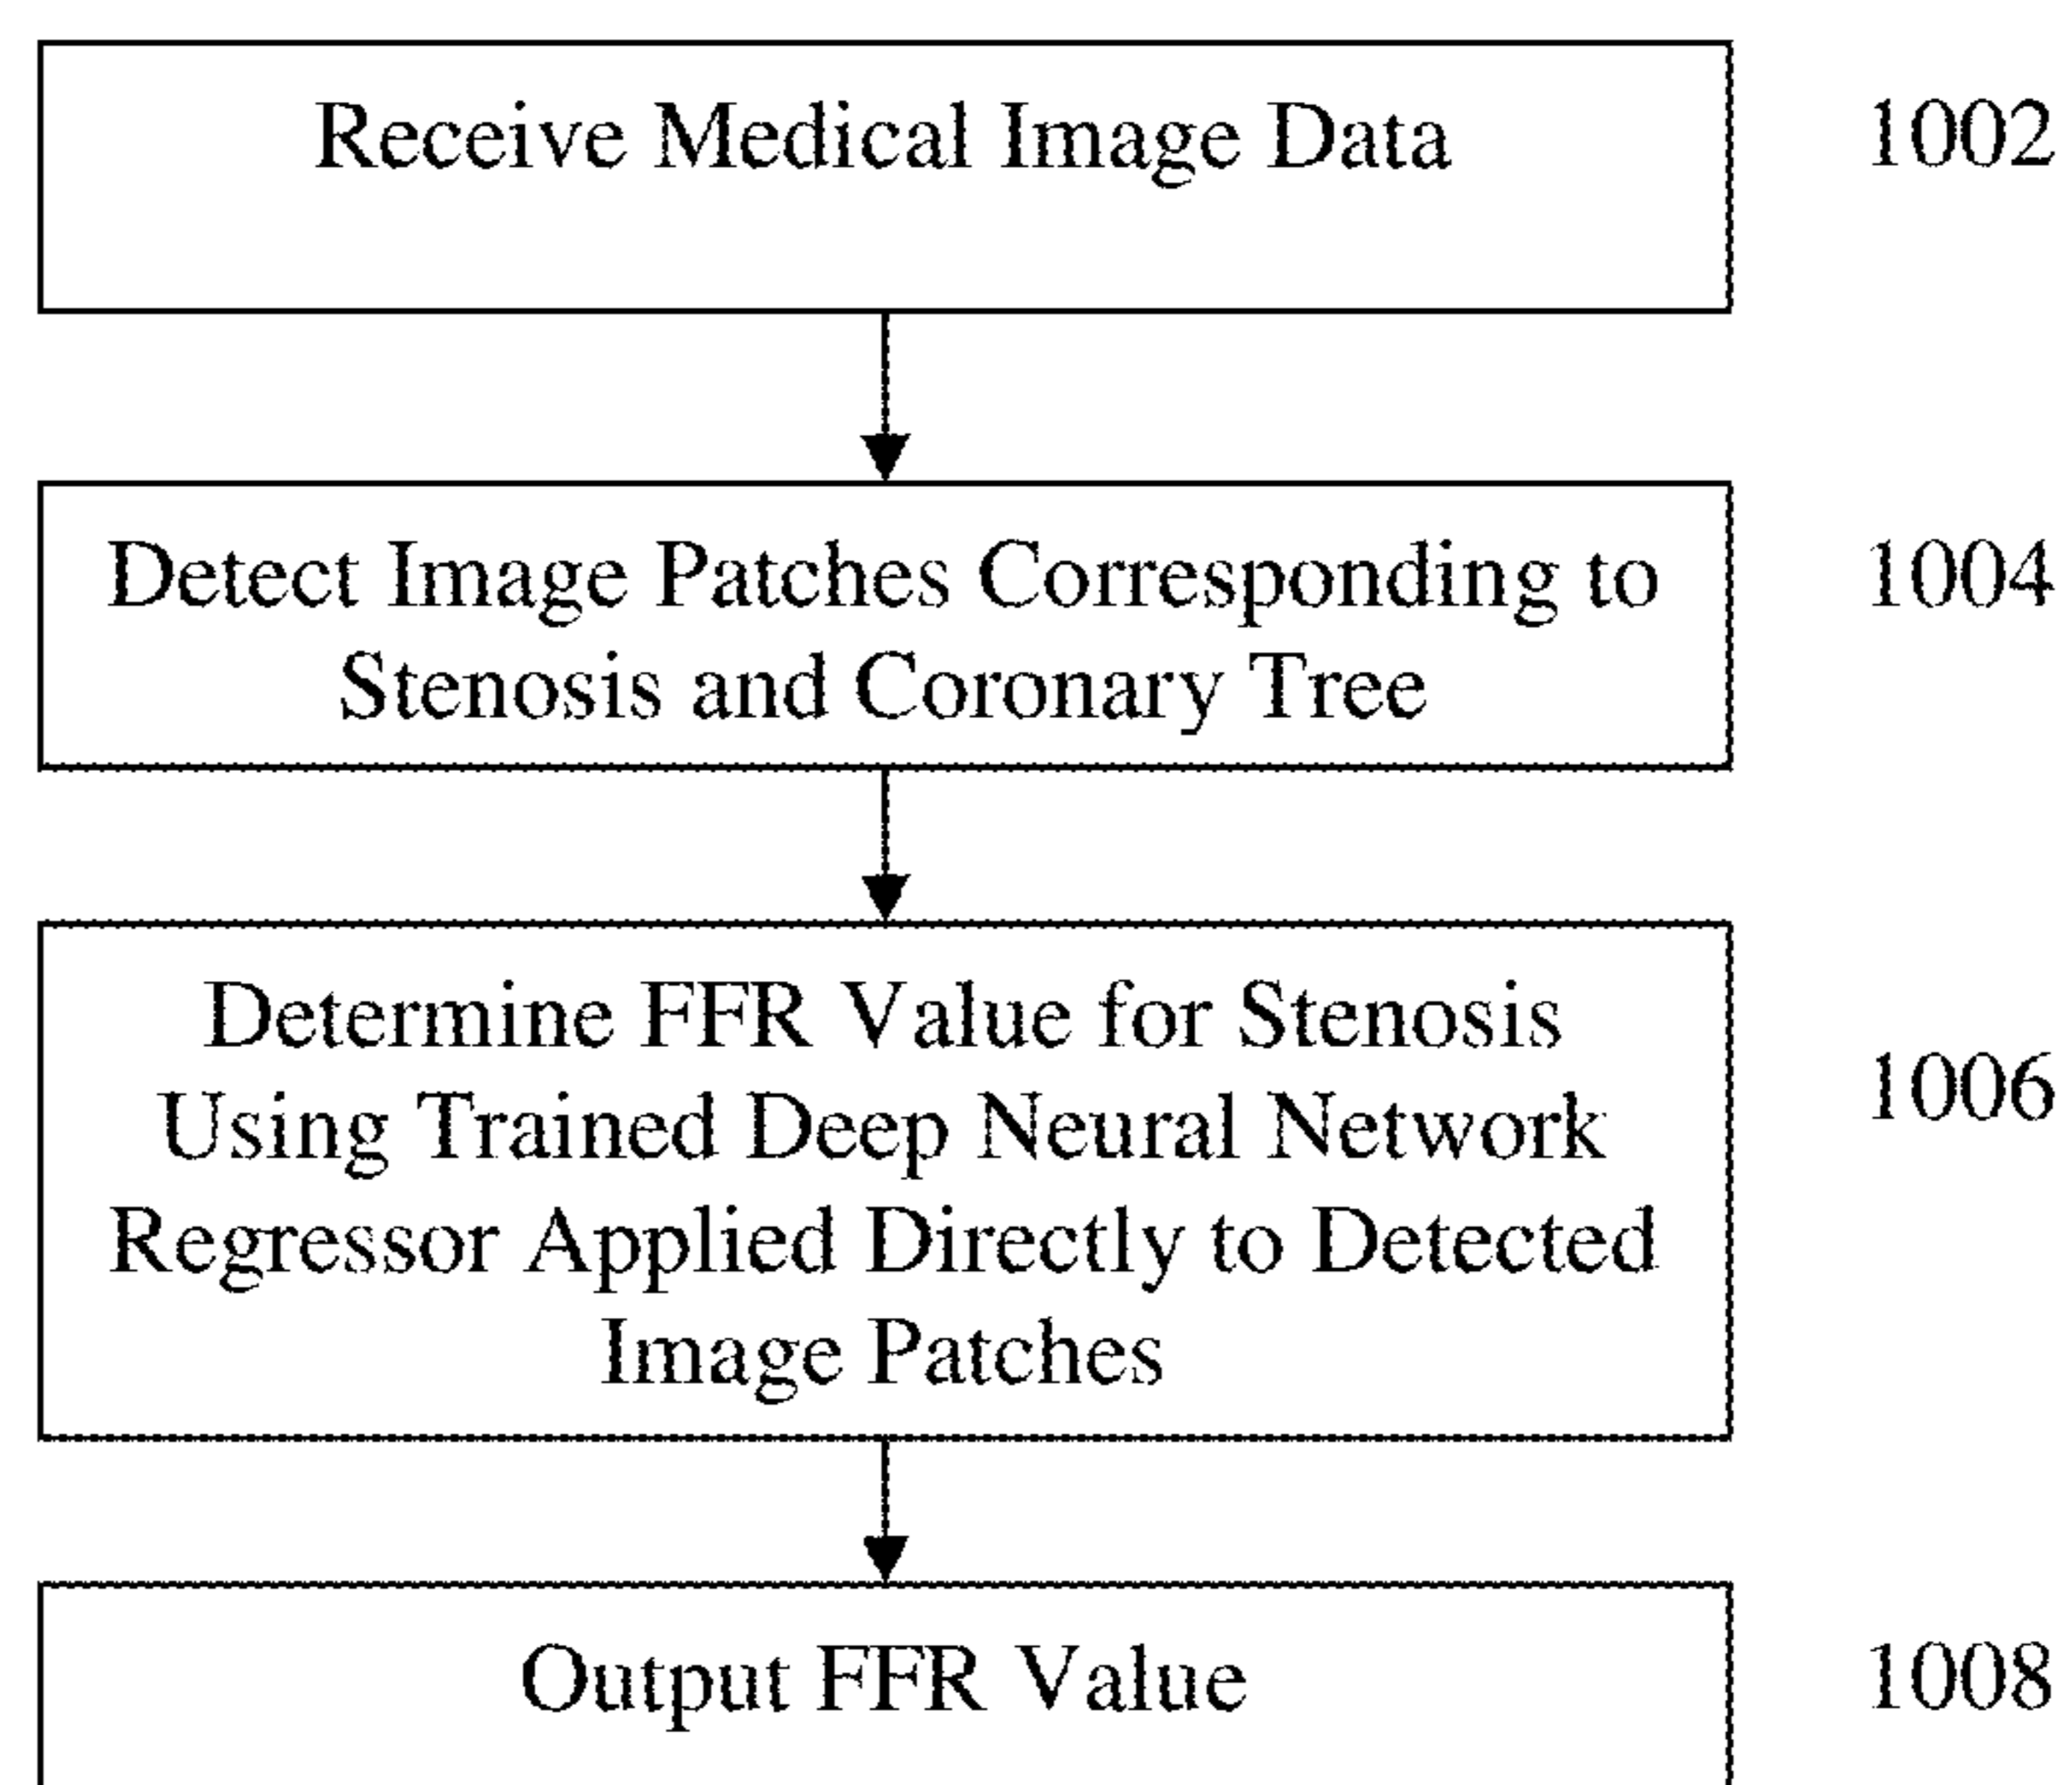 Receive Medical Image Data
1002
Detect Image Patches Corresponding to
Stenosis and Coronary Tree
1004
Determine FFR Value for Stenosis
Using Trained Deep Neural Network
Regressor Applied Directly to Detected
Image Patches
1006
Output FFR Value
1008